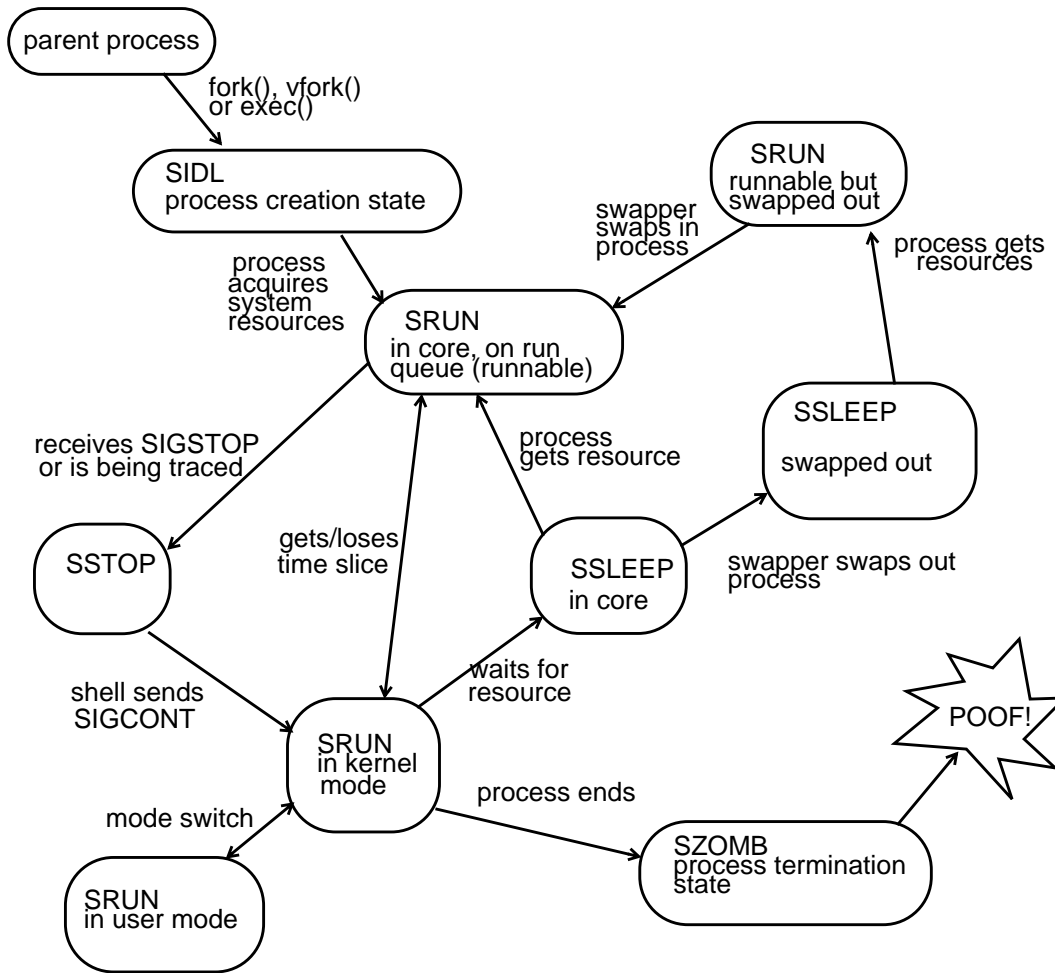 parent process
fork(), vfork()
or exec()
SIDL
process creation state
SRUN
runnable but
swapped out
swapper
swaps in
process
process gets
resources
process
acquires
system
resources
SRUN
in core, on run
queue (runnable)
SSLEEP
swapped out
receives SIGSTOP
or is being traced
process
gets resource
gets/loses
time slice
SSTOP
SSLEEP
in core
swapper swaps out
process
waits for
resource
shell sends
SIGCONT
SRUN
in kernel
mode
POOF!
process ends
mode switch
SZOMB
process termination
state
SRUN
in user mode